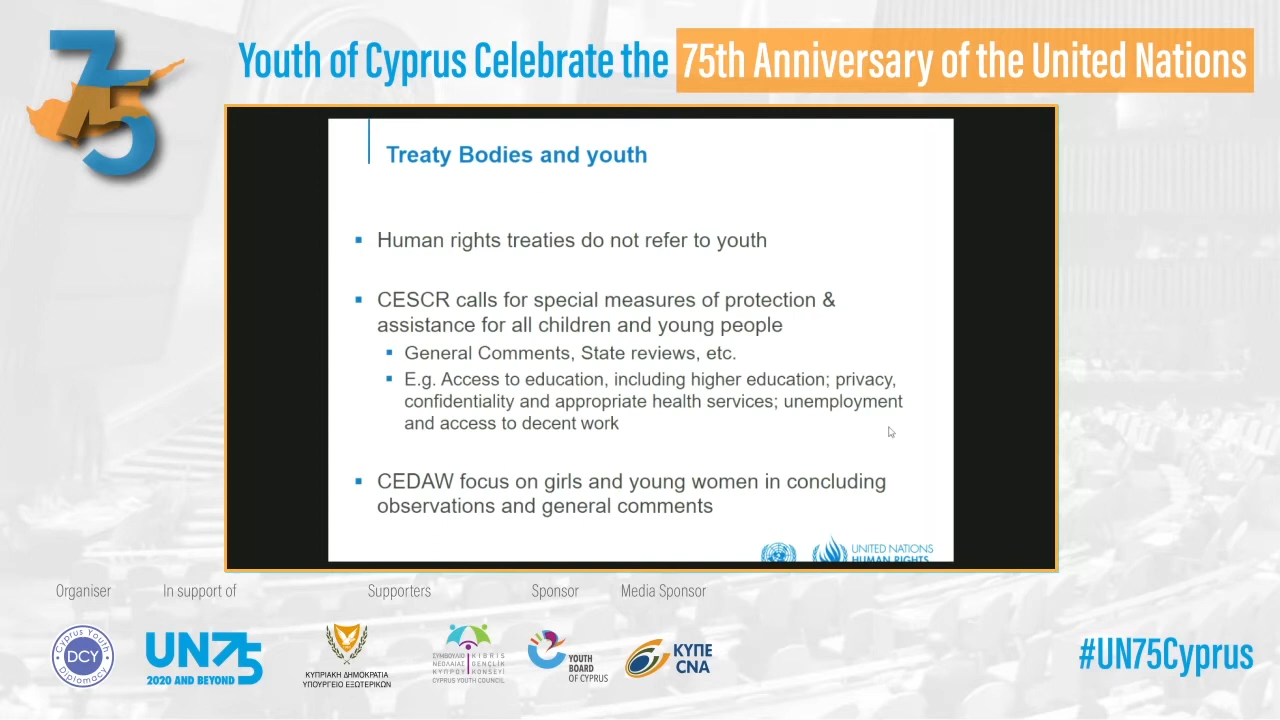 75
Youth of Cyprus Celebrate the 75th Anniversary of the United Nations
Treaty Bodies and youth
Human rights treaties do not refer to youth
CESCR calls for special measures of protection &
assistance for all children and young people
General Comments, State reviews, etc.
E.g. Access to education, including higher education; privacy,
confidentiality and appropriate health services; unemployment
and access to decent work
CEDAW focus on girls and young women in concluding
observations and general comments
UNITED NATIONS
HUMAN RIGHTS
Organiser
In support of
Supporters
Sponsor
Media Sponsor
Cyprus Youth
DCY
Diplomacy
UN75
2020 AND BEYOND
ΚΥΠΡΙΑΚΗ ΔΗΜΟΚΡΑΤΙΑ
ΥΠΟΥΡΓΕΙΟ ΕΞΩΤΕΡΙΚΩΝ
ΣΥΜΒΟΥΛΙΟ KIBRIS
ΝΕΟΛΑΙΑΣ GENÇLİK
ΚΥΠΡΟΥ KONSEYİ
CYPRUS YOUTH COUNCIL
YOUTH
BOARD
OF CYPRUS
ΚΥΠΕ
CNA
#UN75Cyprus